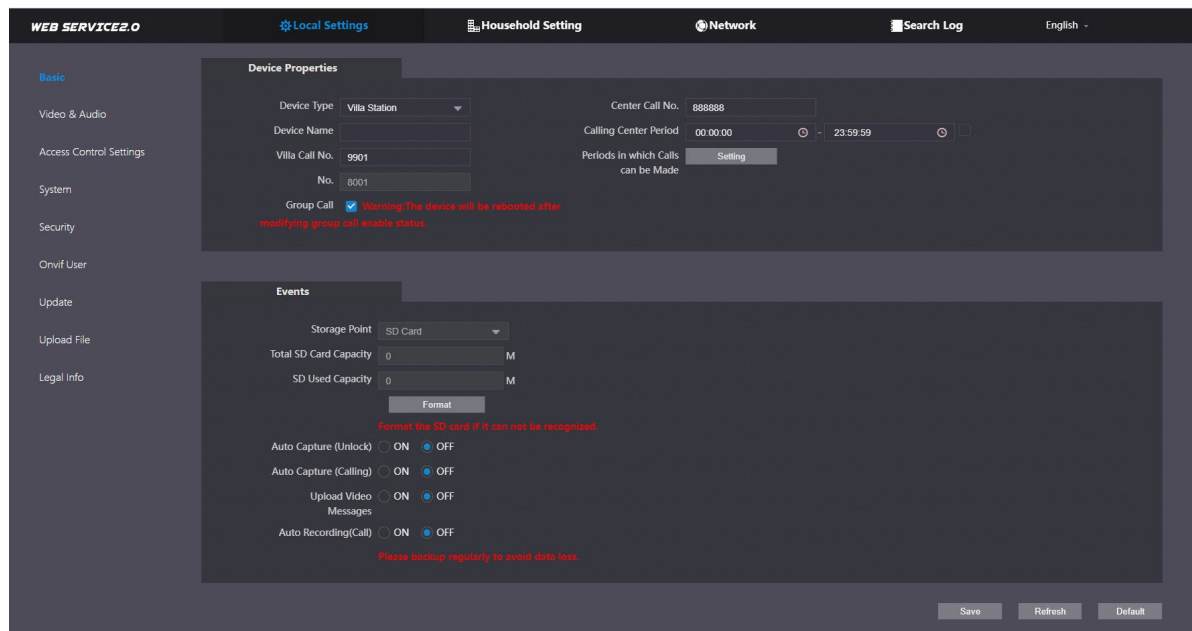 WEB SERVICE2.0
Local Settings
Household Setting
Network
Search Log
English
Basic
Video & Audio
Access Control Settings
System
Security
Onvif User
Update
Upload File
Legal Info
Device Properties
Device Type Villa Station
Device Name
Villa Call No. 9901
No. 8001
Group Call Warning:The device will be rebooted after
modifying group call enable status.
Center Call No. 888888
Calling Center Period 00:00:00 - 23:59:59
Periods in which Calls Setting
can be Made
Events
Storage Point SD Card
Total SD Card Capacity 0 M
SD Used Capacity 0 M
Format
Format the SD card if it can not be recognized.
Auto Capture (Unlock) ON OFF
Auto Capture (Calling) ON OFF
Upload Video ON OFF
Messages
Auto Recording(Call) ON OFF
Please backup regularly to avoid data loss.
Save Refresh Default